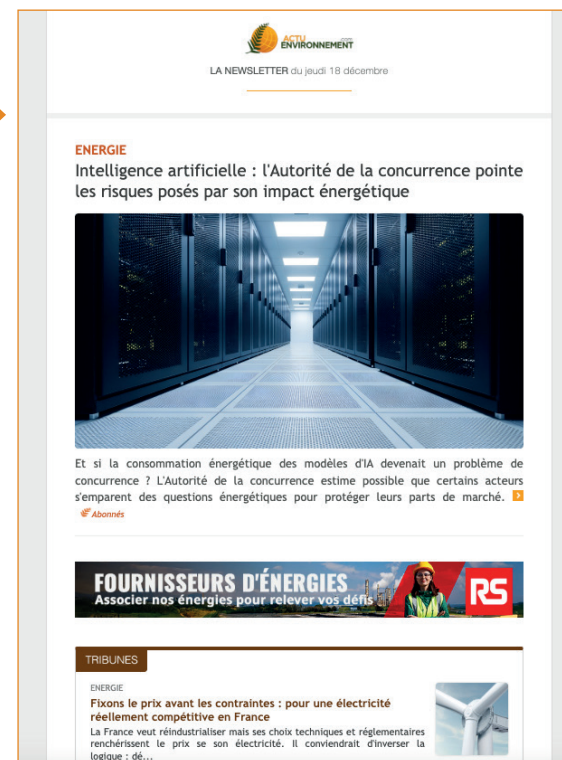 ACTU
ENVIRONNEMENT
LA NEWSLETTER du jeudi 18 décembre
ENERGIE
Intelligence artificielle : l'Autorité de la concurrence pointe
les risques posés par son impact énergétique
Et si la consommation énergétique des modèles d'IA devenait un problème de
concurrence ? L'Autorité de la concurrence estime possible que certains acteurs
s'emparent des questions énergétiques pour protéger leurs parts de marché.
Abonnés
FOURNISSEURS D'ÉNERGIES
Associer nos énergies pour relever vos défis
RS
TRIBUNES
ENERGIE
Fixons le prix avant les contraintes : pour une électricité
réellement compétitive en France
La France veut réindustrialiser mais ses choix techniques et réglementaires
renchérissent le prix se son électricité. Il conviendrait d'inverser la
logique : dé...